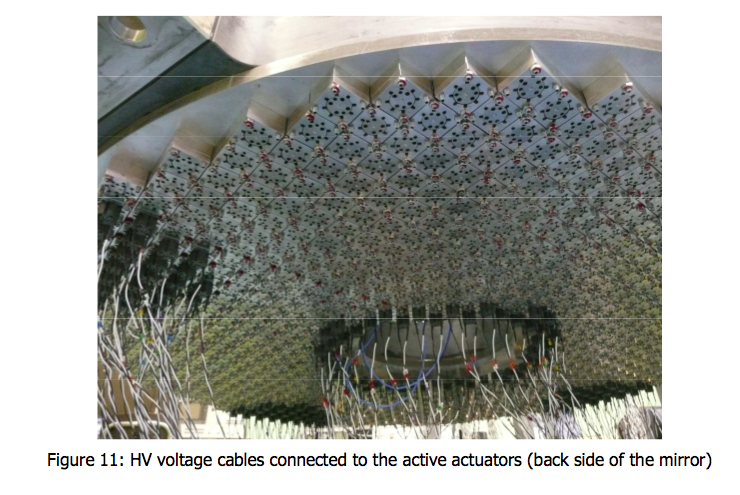 Figure 11: HV voltage cables connected to the active actuators (back side of the mirror)